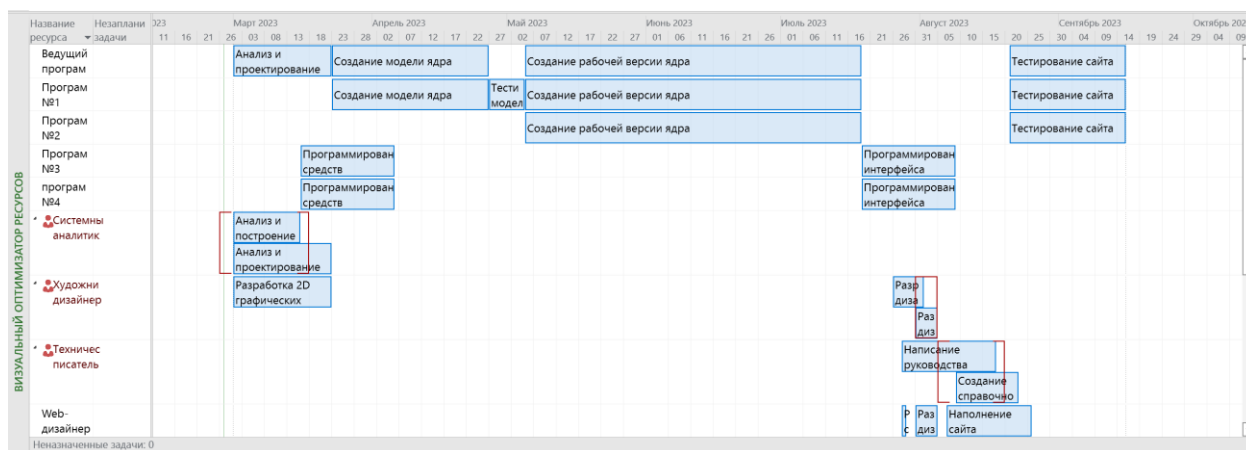 Название Незаплани 023 Март 2023 Апрель 2023 Май 2023 Июнь 2023 Июль 2023 Август 2023 Сентябрь 2023 Октябрь 202
ресурса задачи 11 16 21 26 03 08 13 18 23 28 02 07 12 17 22 27 02 07 12 17 22 27 01 06 11 16 21 26 01 06 11 16 21 26 31 05 10 15 20 25 30 04 09 14 19 24 29 04 09
Ведущий Анализ и Создание модели ядра Создание рабочей версии ядра Тестирование сайта
програм проектирование
Програм Создание модели ядра Тести Создание рабочей версии ядра Тестирование сайта
№1 модел
Програм Создание рабочей версии ядра Тестирование сайта
№2
Програм Программирован Программирован
№3 средств интерфейса
програм Программирован Программирован
№4 средств интерфейса
Системны Анализ и
аналитик построение
Анализ и
проектирование
Художни Разработка 2D Разр
дизайнер графических диза
Раз
диз
Техничес Написание
писатель руководства
Создание
справочно
Web- Р Раз Наполнение
дизайнер с диз сайта
ВИЗУАЛЬНЫЙ ОПТИМИЗАТОР РЕСУРСОВ
Неназначенные задачи: 0